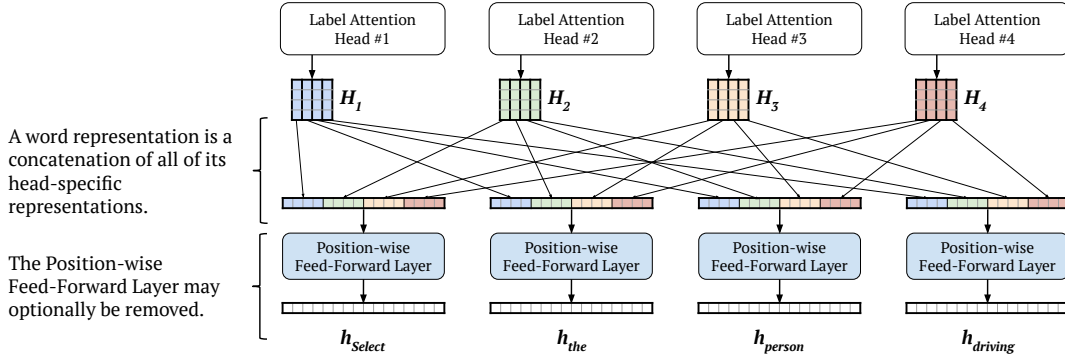 Label Attention
Head #1
Label Attention
Head #2
Label Attention
Head #3
Label Attention
Head #4
H1
H2
H3
H4
A word representation is a
concatenation of all of its
head-specific
representations.
Position-wise
Feed-Forward Layer
Position-wise
Feed-Forward Layer
Position-wise
Feed-Forward Layer
Position-wise
Feed-Forward Layer
The Position-wise
Feed-Forward Layer may
optionally be removed.
hSelect
hthe
hperson
hdriving